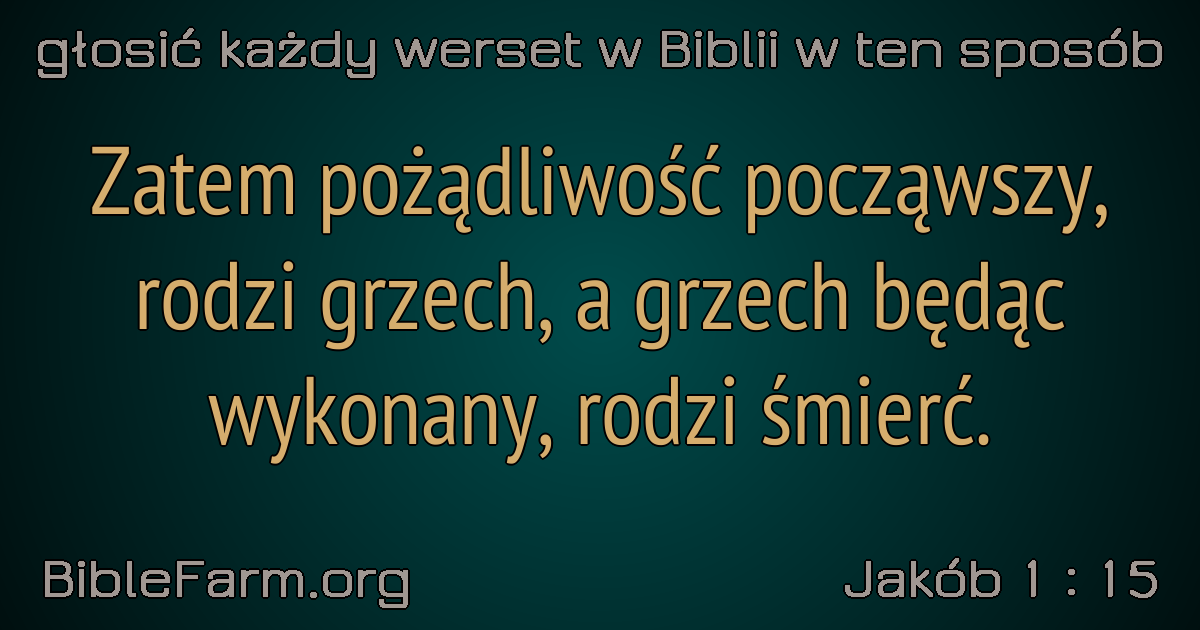 głosić każdy werset w Biblii w ten sposób
Zatem pożądliwość począwszy,
rodzi grzech, a grzech będąc
wykonany, rodzi śmierć.
BibleFarm.org
Jakób 1 : 15